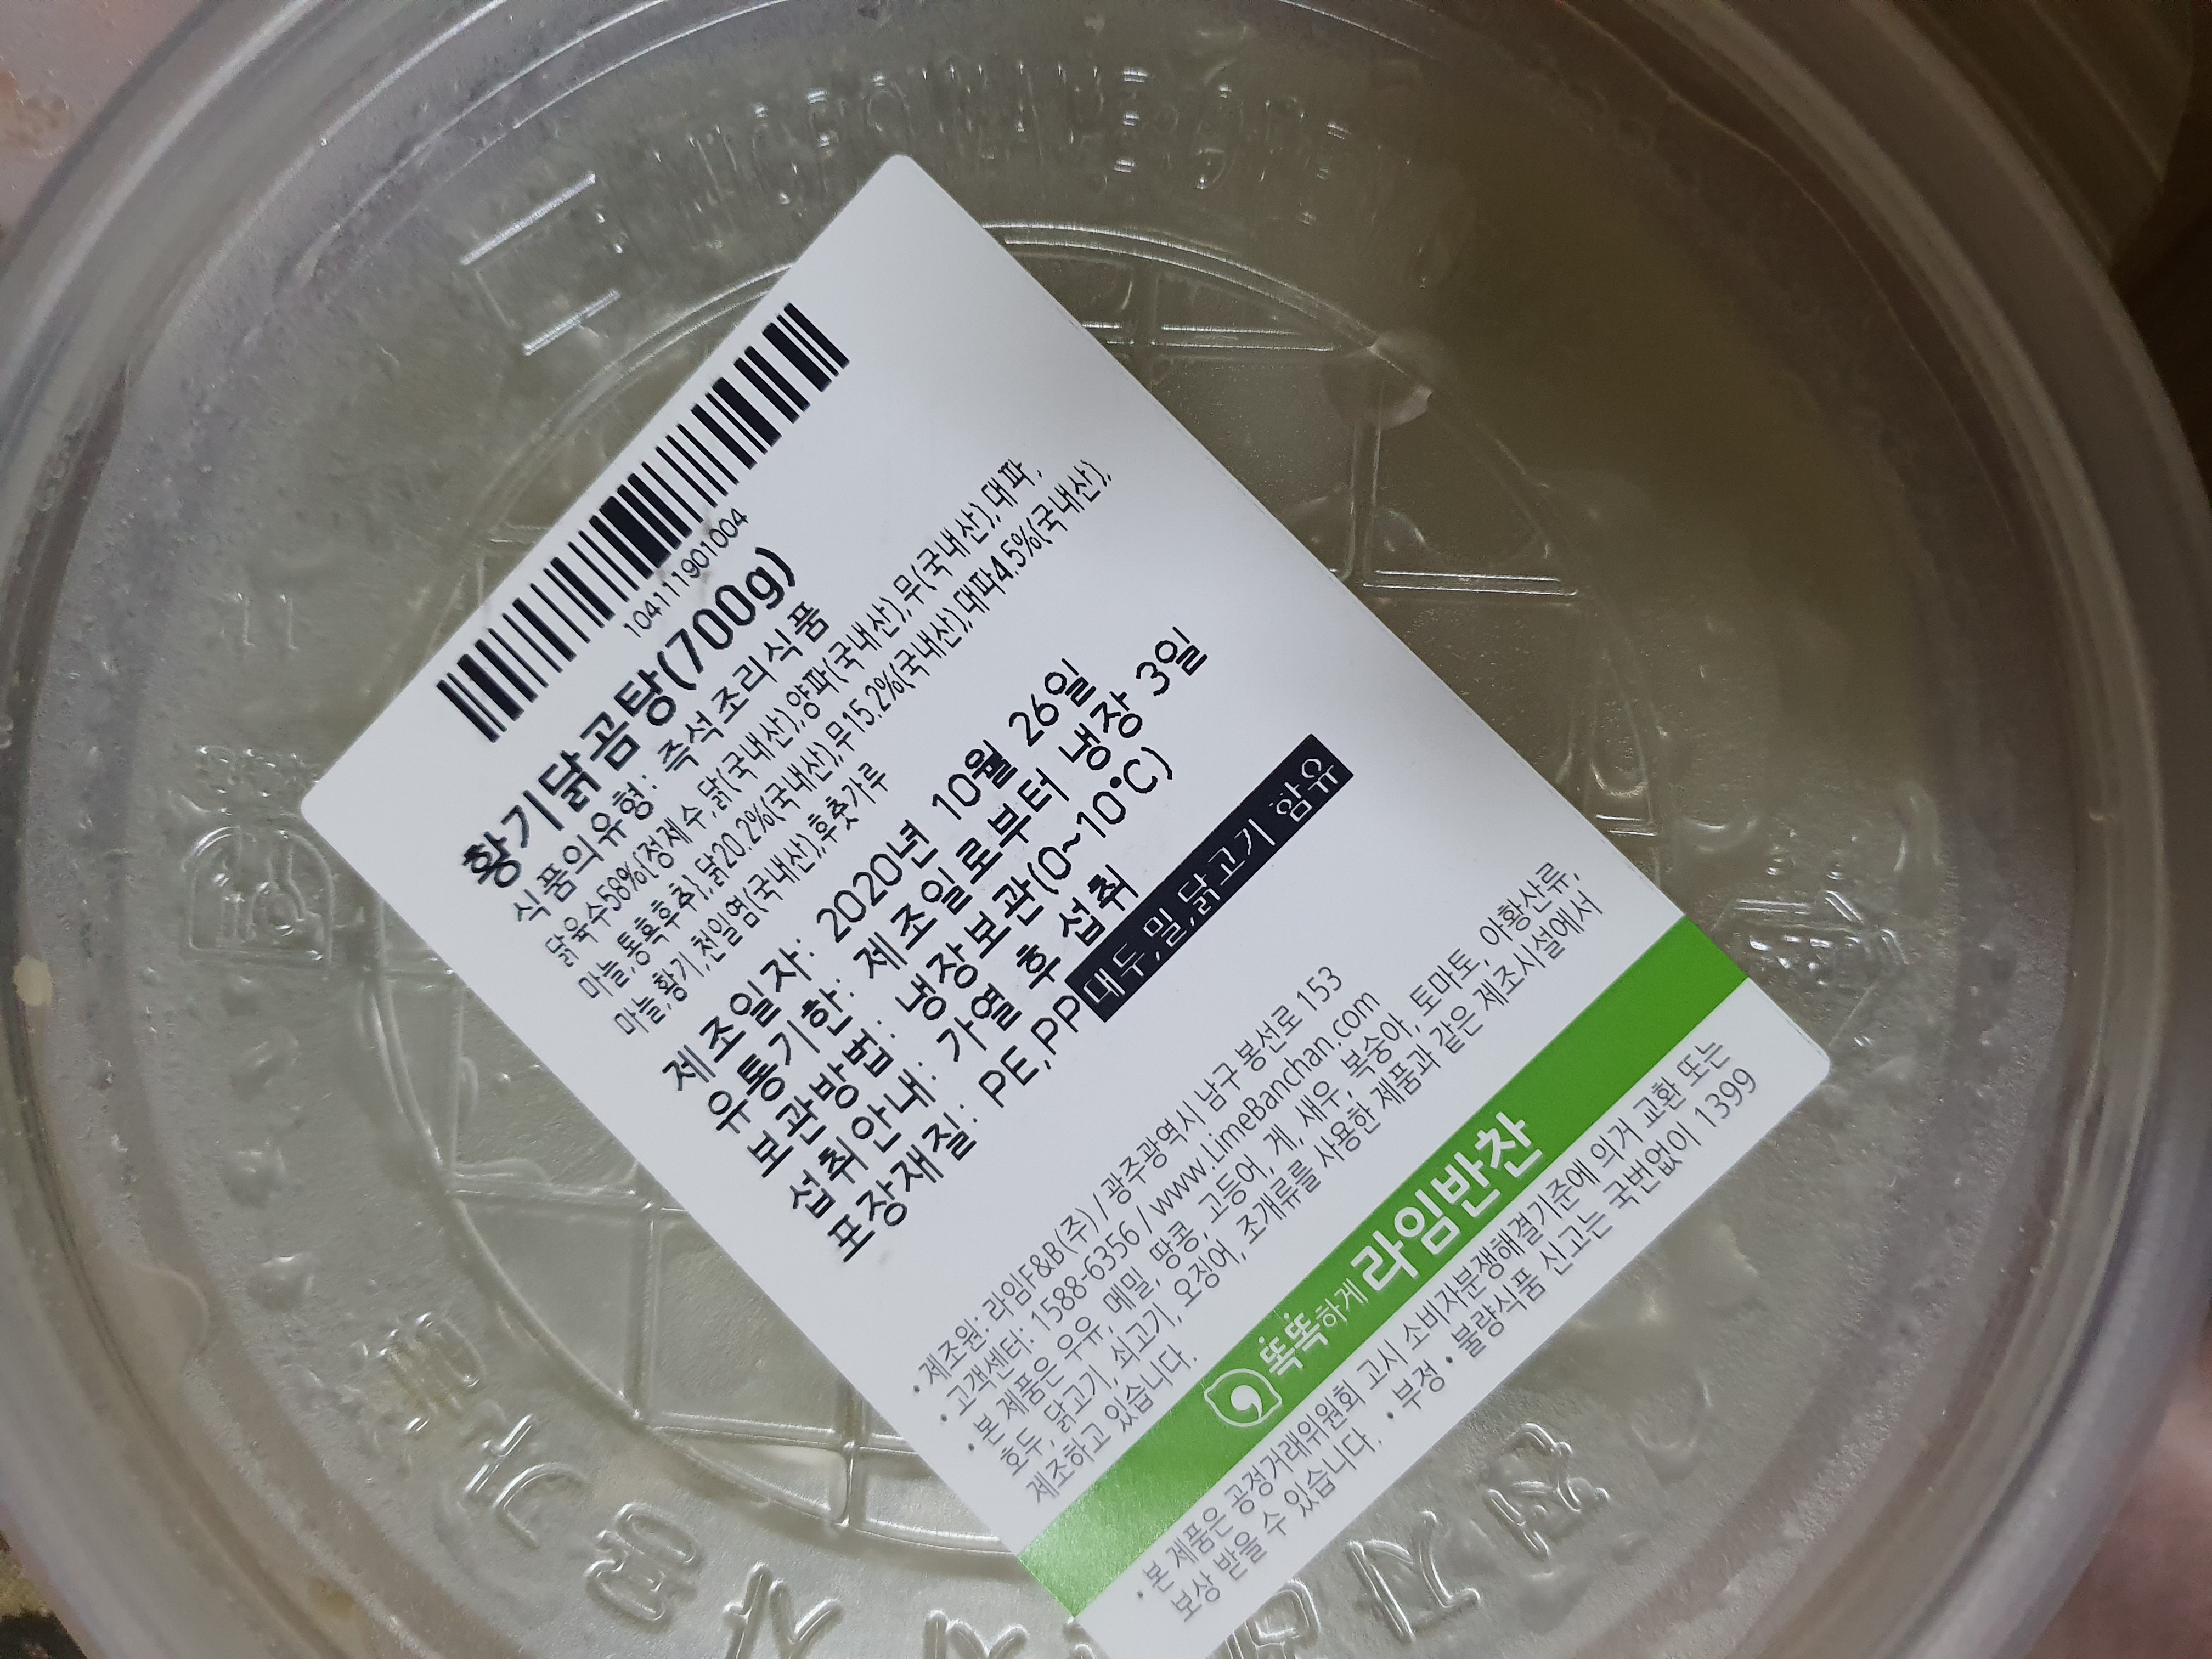 104111901004
황기닭곰탕(700g)
식품의유형: 즉석조리식품
닭육수58%{정제수,닭(국내산),양파(국내산),무(국내산),대파,
마늘,통흑후추},닭20.2%(국내산),무15.2%(국내산),대파4.5%(국내산),
마늘,황기,천일염(국내산),후춧가루
제조일자: 2020년 10월 26일
유통기한: 제조일로부터 냉장 3일
보관방법: 냉장보관(0~10°C)
섭취안내: 가열 후 섭취
포장재질: PE,PP 대두,밀,닭고기 함유
• 제조원: 라임F&B(주) / 광주광역시 남구 봉선로 153
• 고객센터: 1588-6356 / www.LimeBanchan.com
• 본 제품은 우유, 메밀, 땅콩, 고등어, 게, 새우, 복숭아, 토마토, 아황산류,
호두, 닭고기, 쇠고기, 오징어, 조개류를 사용한 제품과 같은 제조시설에서
제조하고 있습니다.
똑똑하게 라임반찬
• 본 제품은 공정거래위원회 고시 소비자분쟁해결기준에 의거 교환 또는
보상 받을 수 있습니다. • 부정 • 불량식품 신고는 국번없이 1399